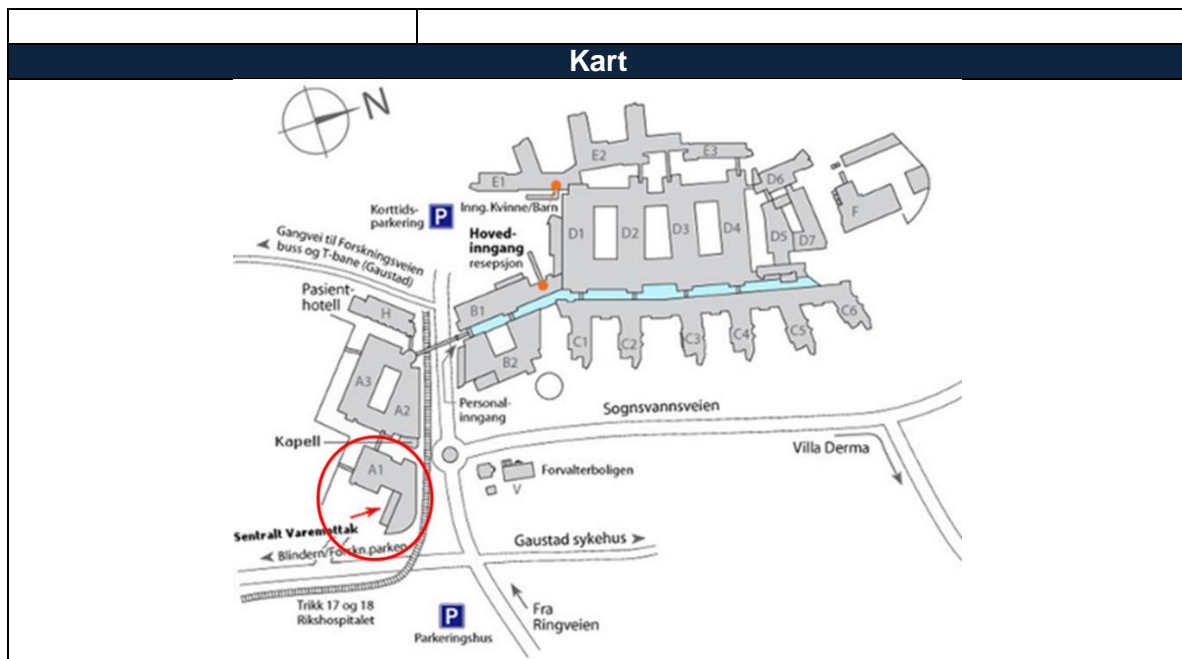 Kart
N
E2
E3
E1
D6
F
Korttids-
parkering
P
Inng. Kvinne/Barn
D1
D2
D3
D4
D5
D7
Hoved-
inngang
resepsjon
Gangvei til Forskningsveien
buss og T-bane (Gaustad)
Pasient-
hotell
H
B1
B2
C1
C2
C3
C4
C5
C6
A3
A2
Personal-
inngang
Sognsvannsveien
Kapell
Villa Derma
A1
Forvalterboligen
V
Sentralt Varemottak
Blindern/Forskn.parken
Gaustad sykehus
Trikk 17 og 18
Rikshospitalet
P
Parkeringshus
Fra
Ringveien